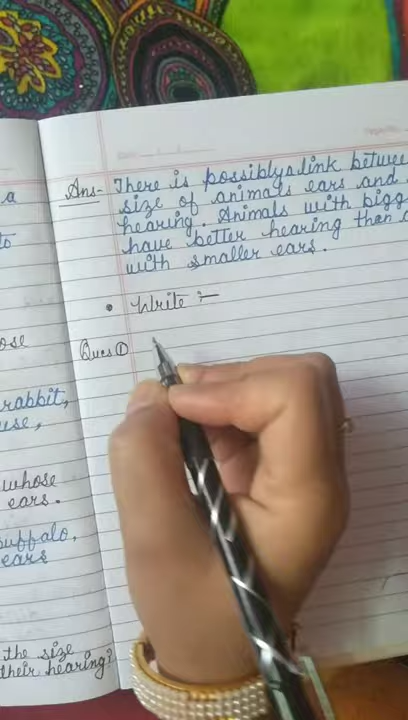 a
to
ose
rabbit,
use,
whose
ears.
buffalo,
ears
the size
their hearing?
Ans- There is possibly a link betwee
size of animals ears and
hearing. Animals with bigg
have better hearing than
with smaller ears.
• Write :-
Ques ①